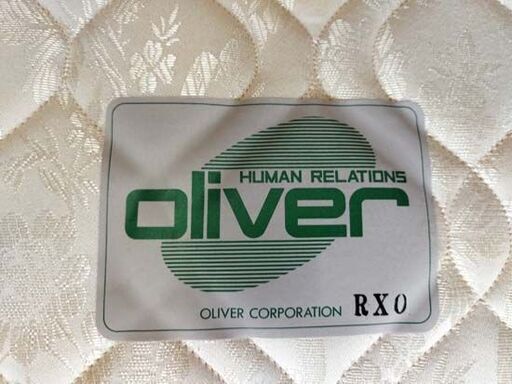 HUMAN RELATIONS
oliver
OLIVER CORPORATION RXO